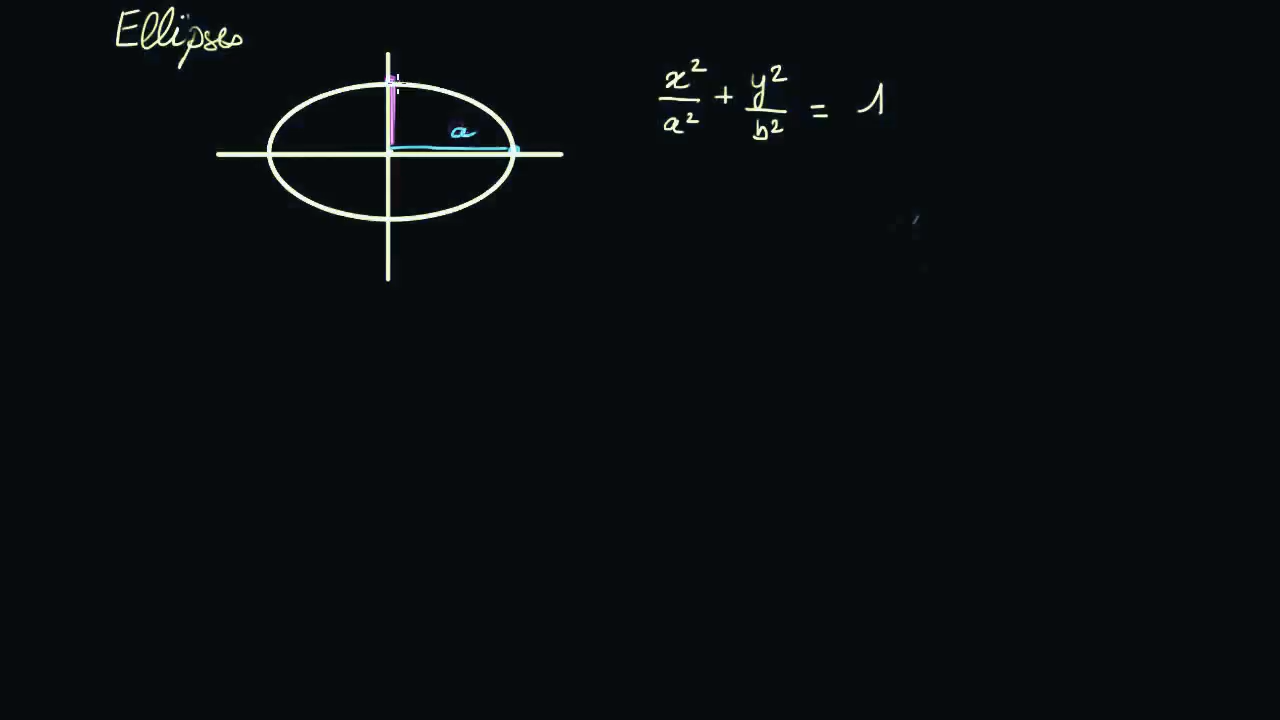 Ellipses
x²/a² + y²/b² = 1
a